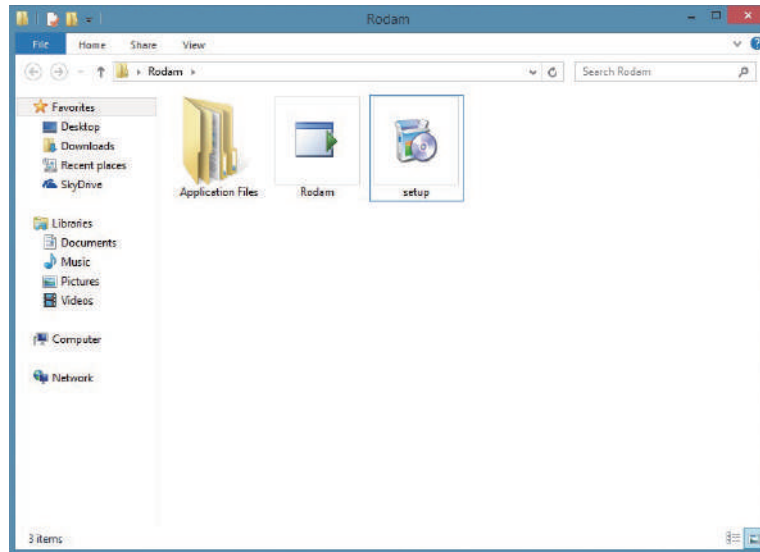 Rodam
File Home Share View
Rodam
Search Rodam
Favorites
Desktop
Downloads
Recent places
SkyDrive
Libraries
Documents
Music
Pictures
Videos
Computer
Network
Application Files Rodam setup
3 items